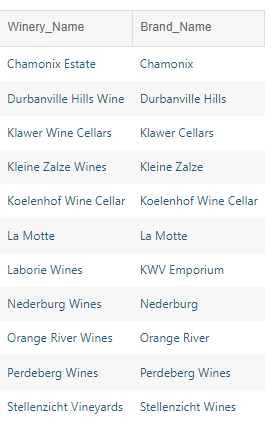 Winery_Name Brand_Name
Chamonix Estate Chamonix
Durbanville Hills Wine Durbanville Hills
Klawer Wine Cellars Klawer Cellars
Kleine Zalze Wines Kleine Zalze
Koelenhof Wine Cellar Koelenhof Wine Cellar
La Motte La Motte
Laborie Wines KWV Emporium
Nederburg Wines Nederburg
Orange River Wines Orange River
Perdeberg Wines Perdeberg Wines
Stellenzicht Vineyards Stellenzicht Wines